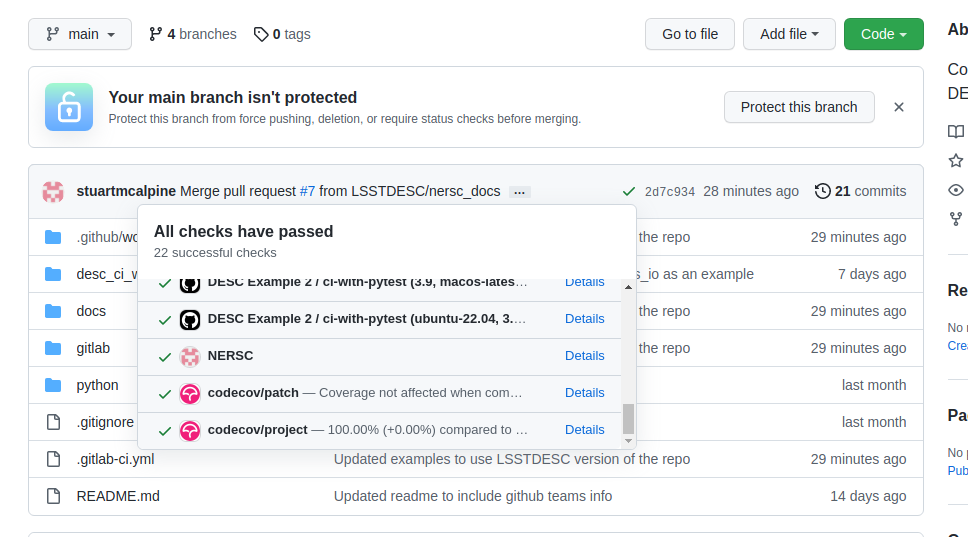 main 4 branches 0 tags Go to file Add file Code
Ab
Your main branch isn't protected
Protect this branch from force pushing, deletion, or require status checks before merging.
Protect this branch
Co
DE
stuartmcalpine Merge pull request #7 from LSSTDESC/nersc_docs ... 2d7c934 28 minutes ago 21 commits
All checks have passed
22 successful checks
.github/wo the repo 29 minutes ago
DESC Example 2 / ci-with-pytest (3.9, macos-lates… Details
desc_ci_w s_io as an example 7 days ago
docs the repo 29 minutes ago
DESC Example 2 / ci-with-pytest (ubuntu-22.04, 3.… Details
gitlab the repo 29 minutes ago
NERSC Details
python last month
codecov/patch — Coverage not affected when com… Details
.gitignore last month
codecov/project — 100.00% (+0.00%) compared to … Details
.gitlab-ci.yml Updated examples to use LSSTDESC version of the repo 29 minutes ago
README.md Updated readme to include github teams info 14 days ago
Re
No r
Crea
Pa
No p
Pub